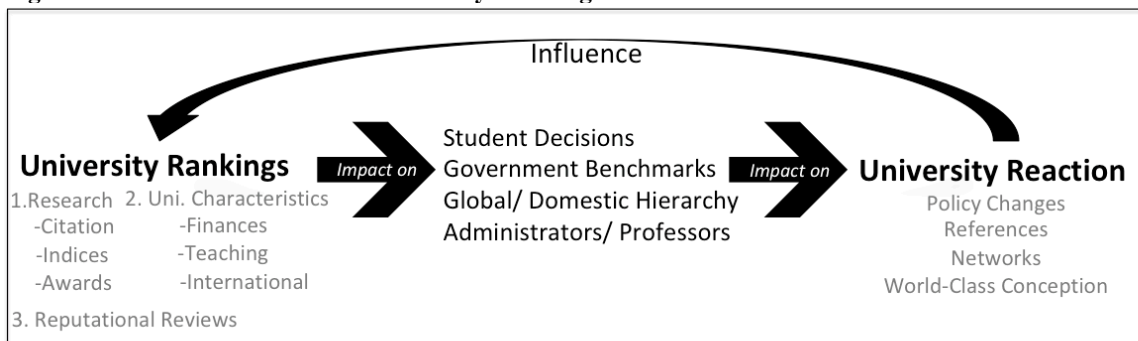 Influence
University Rankings
1.Research
-Citation
-Indices
-Awards
2. Uni. Characteristics
-Finances
-Teaching
-International
3. Reputational Reviews
Impact on
Student Decisions
Government Benchmarks
Global/ Domestic Hierarchy
Administrators/ Professors
Impact on
University Reaction
Policy Changes
References
Networks
World-Class Conception